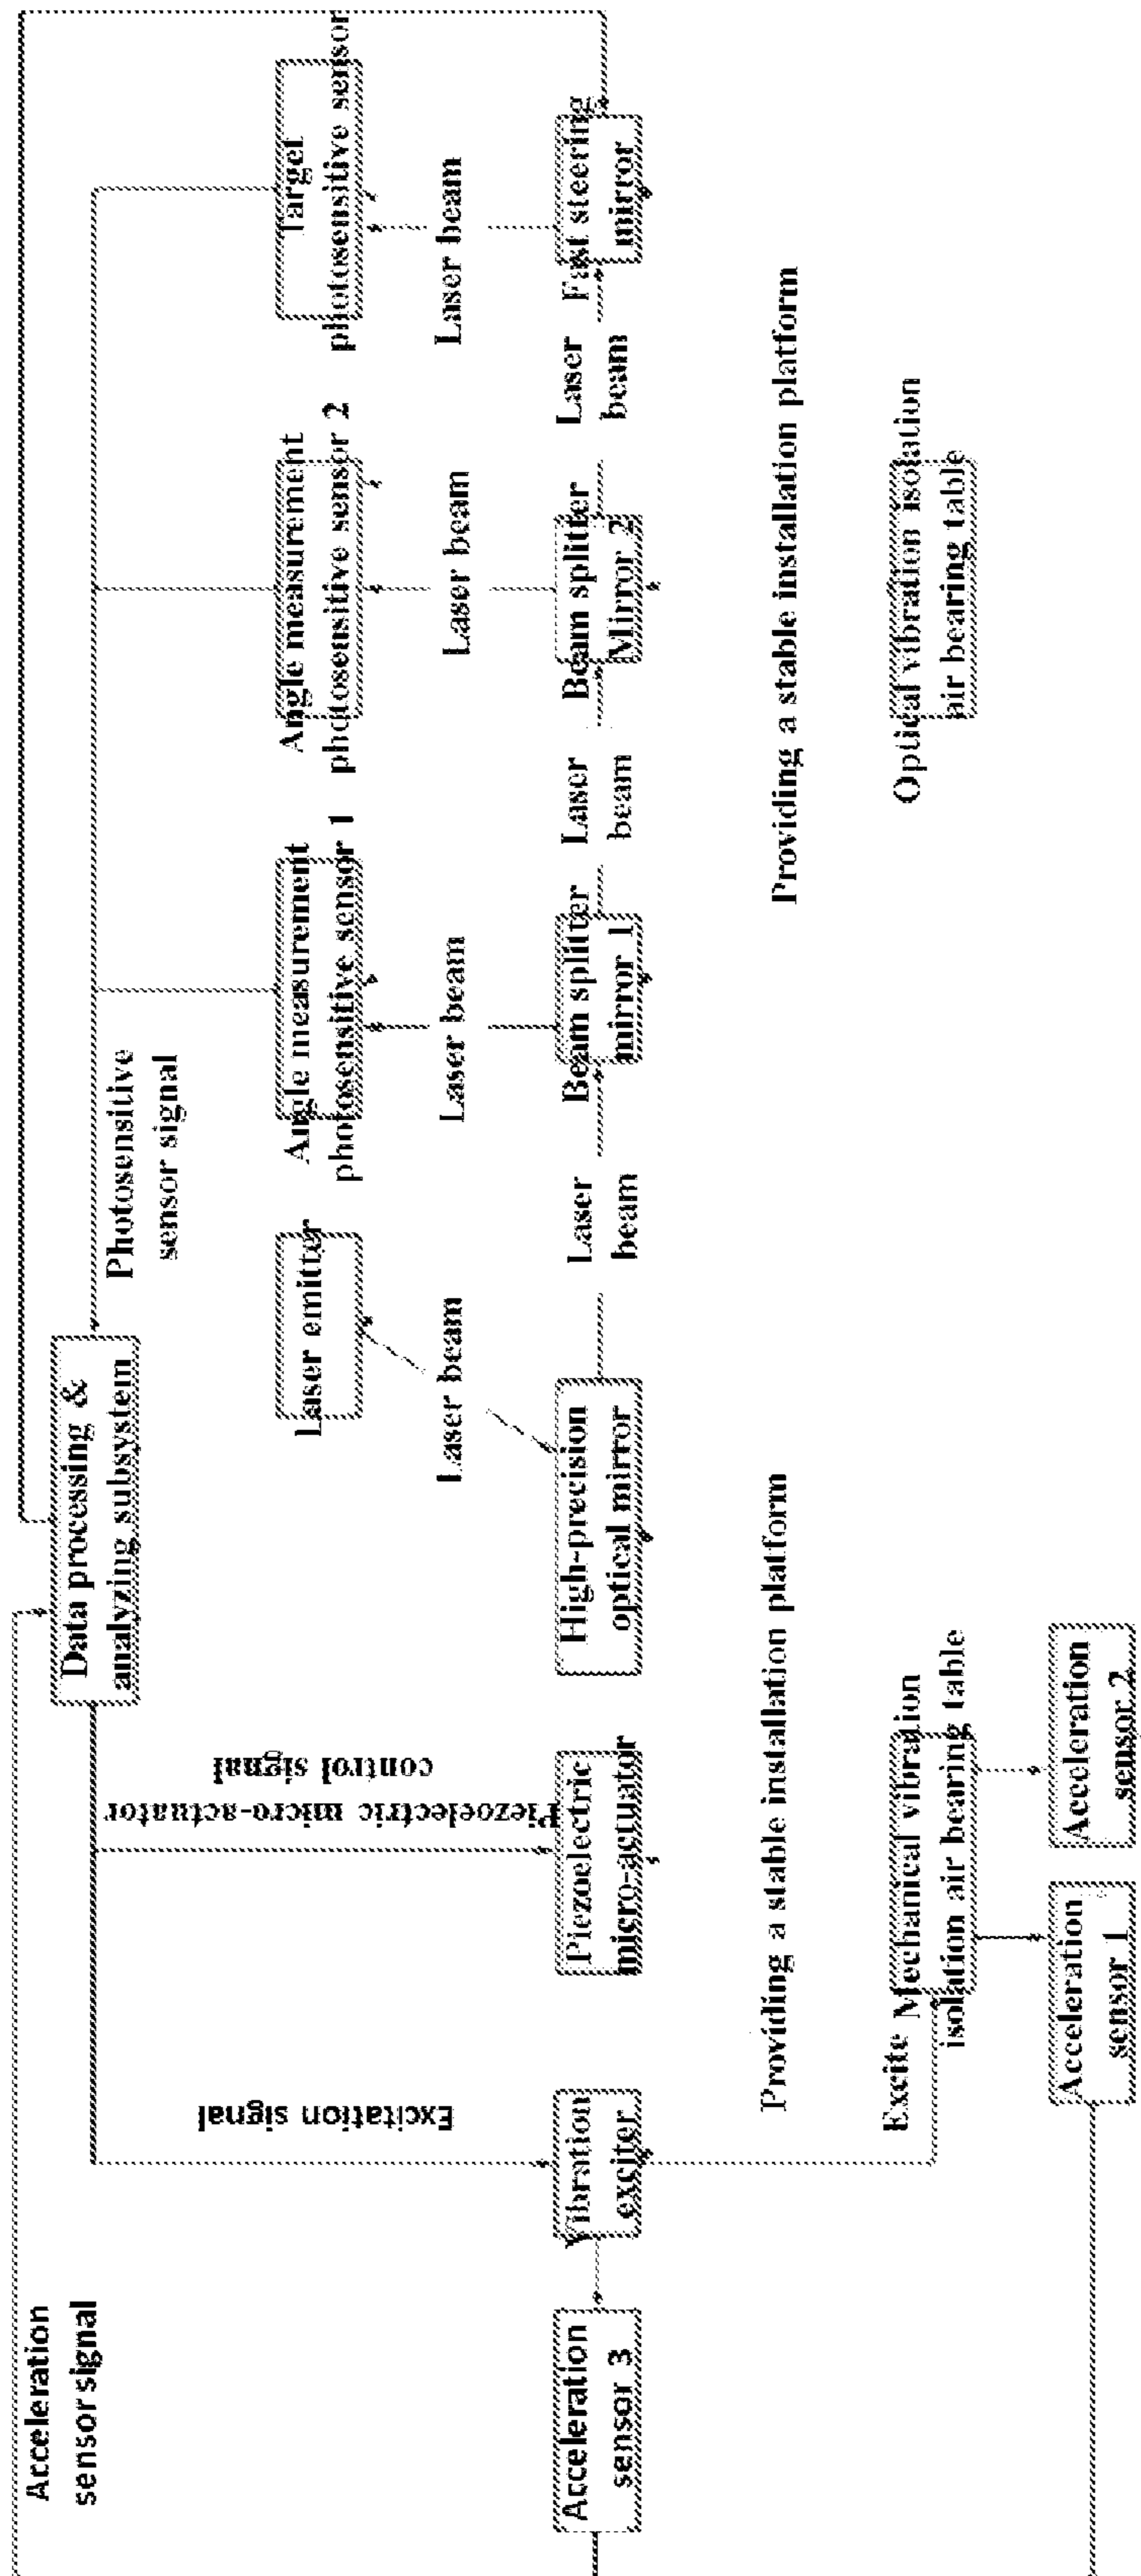 Acceleration
sensor signal
Data processing &
analyzing subsystem
Photosensitive
sensor signal
Excitation signal
Piezoelectric micro-actuator
control signal
Laser emitter
Angle measurement
photosensitive sensor 1
Angle measurement
photosensitive sensor 2
Target
photosensitive sensor
Laser beam
Laser beam
Laser beam
Laser beam
Acceleration
sensor 3
Vibration
exciter
Piezoelectric
micro-actuator
High-precision
optical mirror
Laser
beam
Beam splitter
mirror 1
Laser
beam
Beam splitter
Mirror 2
Laser
beam
Fast steering
mirror
Providing a stable installation platform
Providing a stable installation platform
Excite
Mechanical vibration
isolation air bearing table
Optical vibration isolation
air bearing table
Acceleration
sensor 1
Acceleration
sensor 2